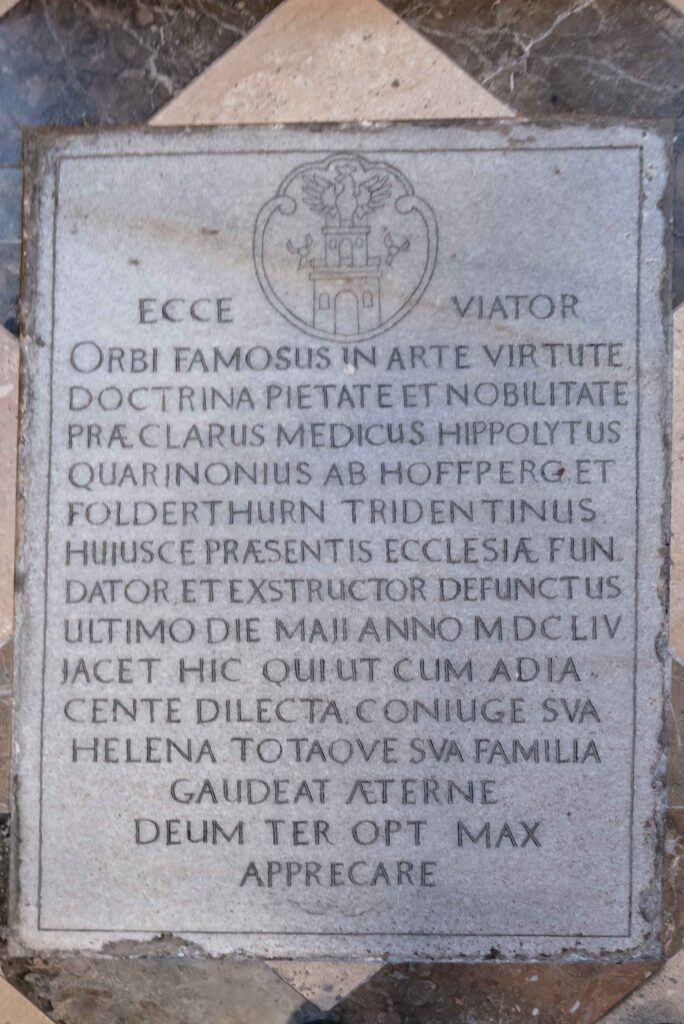 ECCE VIATOR
ORBI FAMOSUS IN ARTE VIRTUTE
DOCTRINA PIETATE ET NOBILITATE
PRÆCLARUS MEDICUS HIPPOLYTUS
QUARINONIUS AB HOFFPERG ET
FOLDERTHURN TRIDENTINUS
HUIUSCE PRÆSENTIS ECCLESIÆ FUN
DATOR ET EXSTRUCTOR DEFUNCTUS
ULTIMO DIE MAJI ANNO MDCLIV
JACET HIC QUI UT CUM ADIA
CENTE DILECTA CONIUGE SVA
HELENA TOTAQVE SVA FAMILIA
GAUDEAT ÆTERNE
DEUM TER OPT MAX
APPRECARE